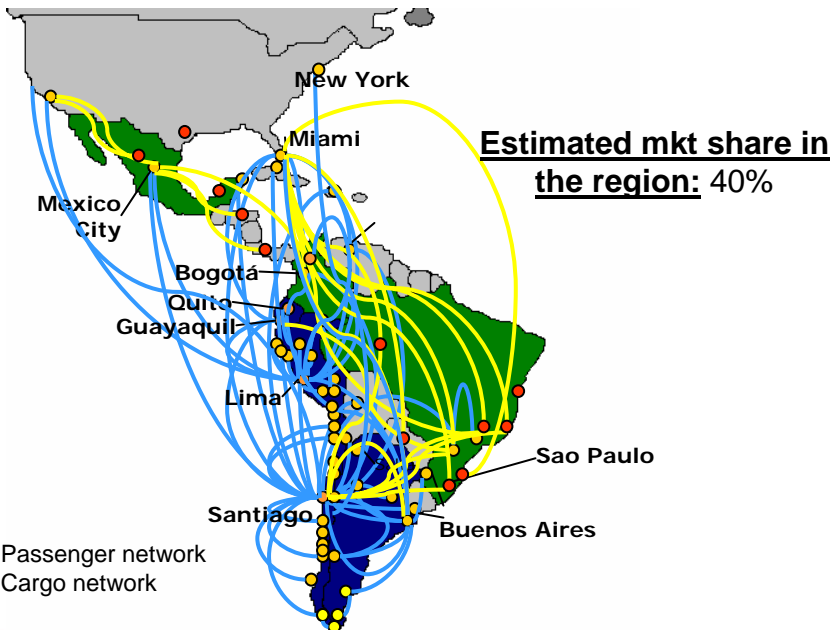 New York
Miami
Estimated mkt share in
the region: 40%
Mexico
City
Bogotá
Quito
Guayaquil
Lima
Sao Paulo
Santiago
Buenos Aires
Passenger network
Cargo network